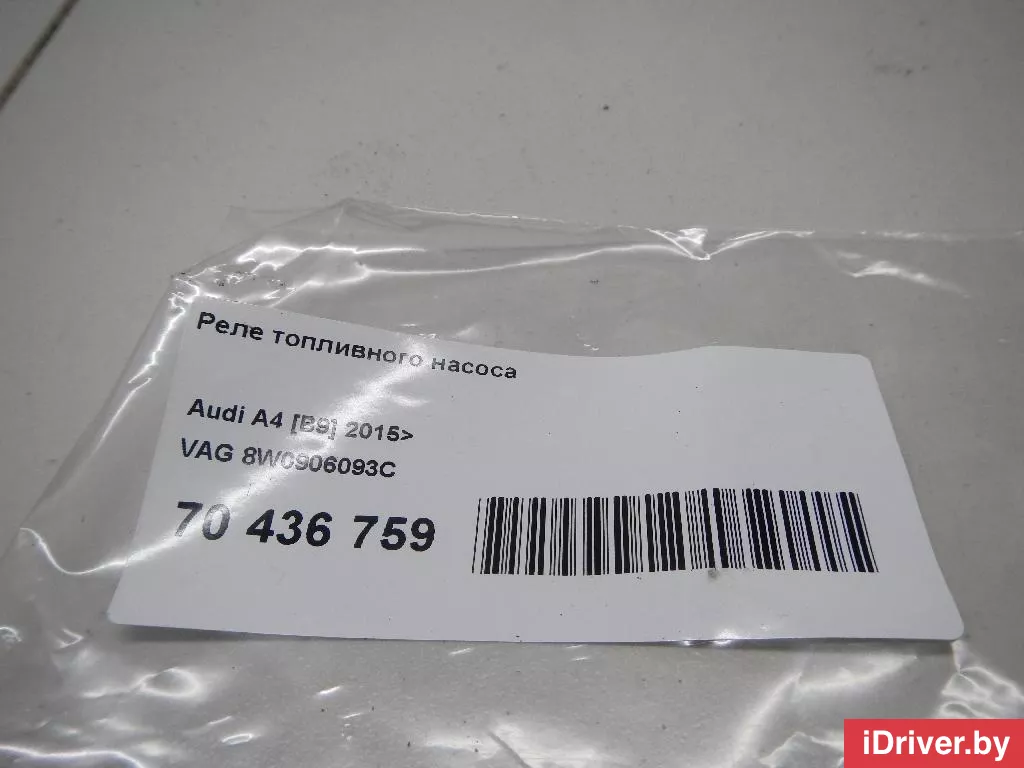 Реле топливного насоса
Audi A4 [B9] 2015>
VAG 8W0906093C
70 436 759
iDriver.by